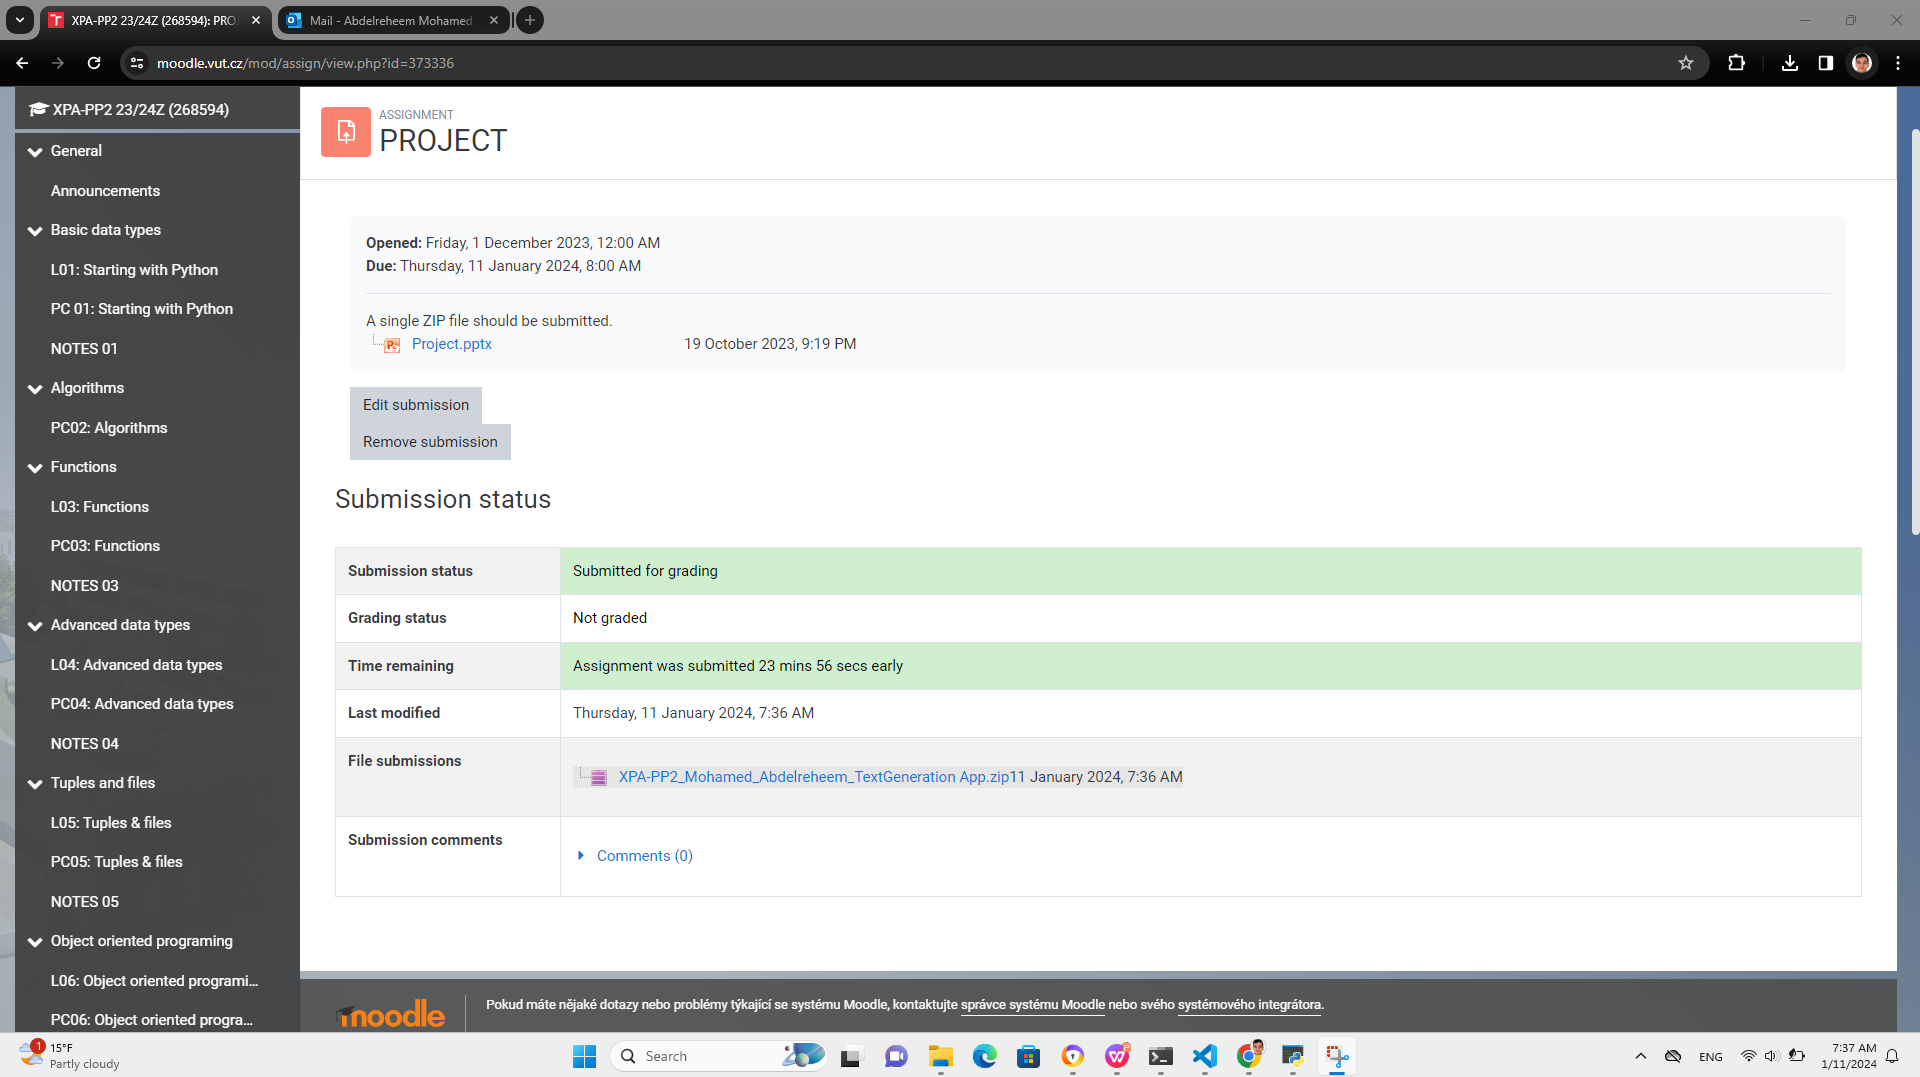 XPA-PP2 23/24Z (268594): PRO
Mail - Abdelreheem Mohamed
moodle.vut.cz/mod/assign/view.php?id=373336
XPA-PP2 23/24Z (268594)
General
Announcements
Basic data types
L01: Starting with Python
PC 01: Starting with Python
NOTES 01
Algorithms
PC02: Algorithms
Functions
L03: Functions
PC03: Functions
NOTES 03
Advanced data types
L04: Advanced data types
PC04: Advanced data types
NOTES 04
Tuples and files
L05: Tuples & files
PC05: Tuples & files
NOTES 05
Object oriented programing
L06: Object oriented programi...
PC06: Object oriented progra...
ASSIGNMENT
PROJECT
Opened: Friday, 1 December 2023, 12:00 AM
Due: Thursday, 11 January 2024, 8:00 AM
A single ZIP file should be submitted.
Project.pptx 19 October 2023, 9:19 PM
Edit submission
Remove submission
Submission status
Submission status Submitted for grading
Grading status Not graded
Time remaining Assignment was submitted 23 mins 56 secs early
Last modified Thursday, 11 January 2024, 7:36 AM
File submissions XPA-PP2_Mohamed_Abdelreheem_TextGeneration App.zip11 January 2024, 7:36 AM
Submission comments Comments (0)
moodle
Pokud máte nějaké dotazy nebo problémy týkající se systému Moodle, kontaktujte správce systému Moodle nebo svého systémového integrátora.
1
15°F
Partly cloudy
Search
ENG
7:37 AM
1/11/2024